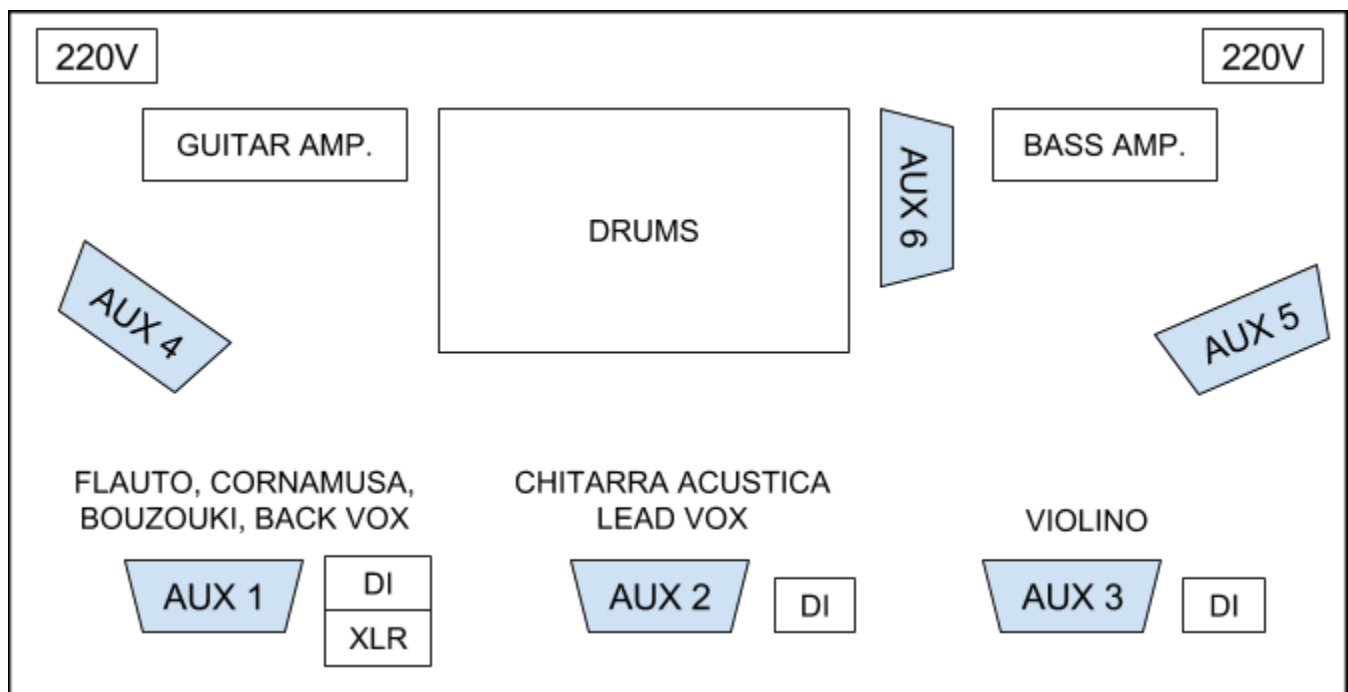 220V
220V
GUITAR AMP.
DRUMS
AUX 6
BASS AMP.
AUX 4
AUX 5
FLAUTO, CORNAMUSA,
BOUZOUKI, BACK VOX
CHITARRA ACUSTICA
LEAD VOX
VIOLINO
AUX 1
DI
XLR
AUX 2
DI
AUX 3
DI